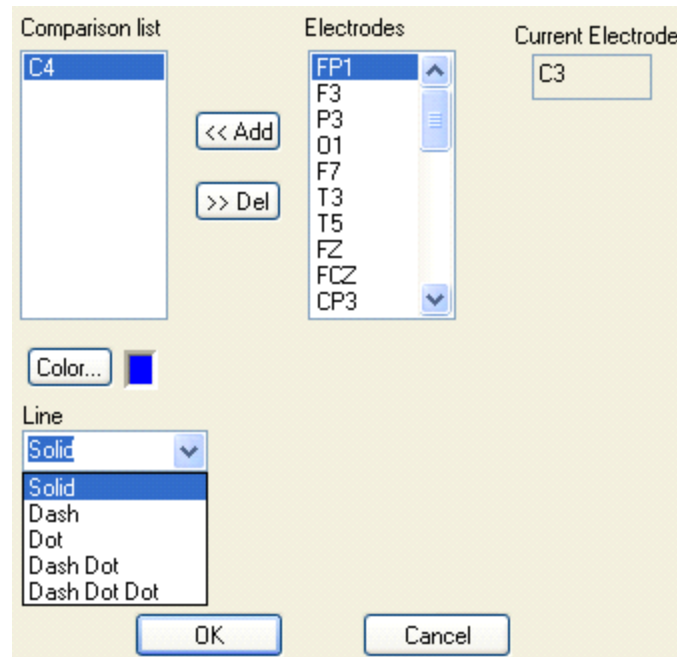 Comparison list
C4
<< Add
>> Del
Electrodes
FP1
F3
P3
O1
F7
T3
T5
FZ
FCZ
CP3
Current Electrode
C3
Color...
Line
Solid
Solid
Dash
Dot
Dash Dot
Dash Dot Dot
OK
Cancel